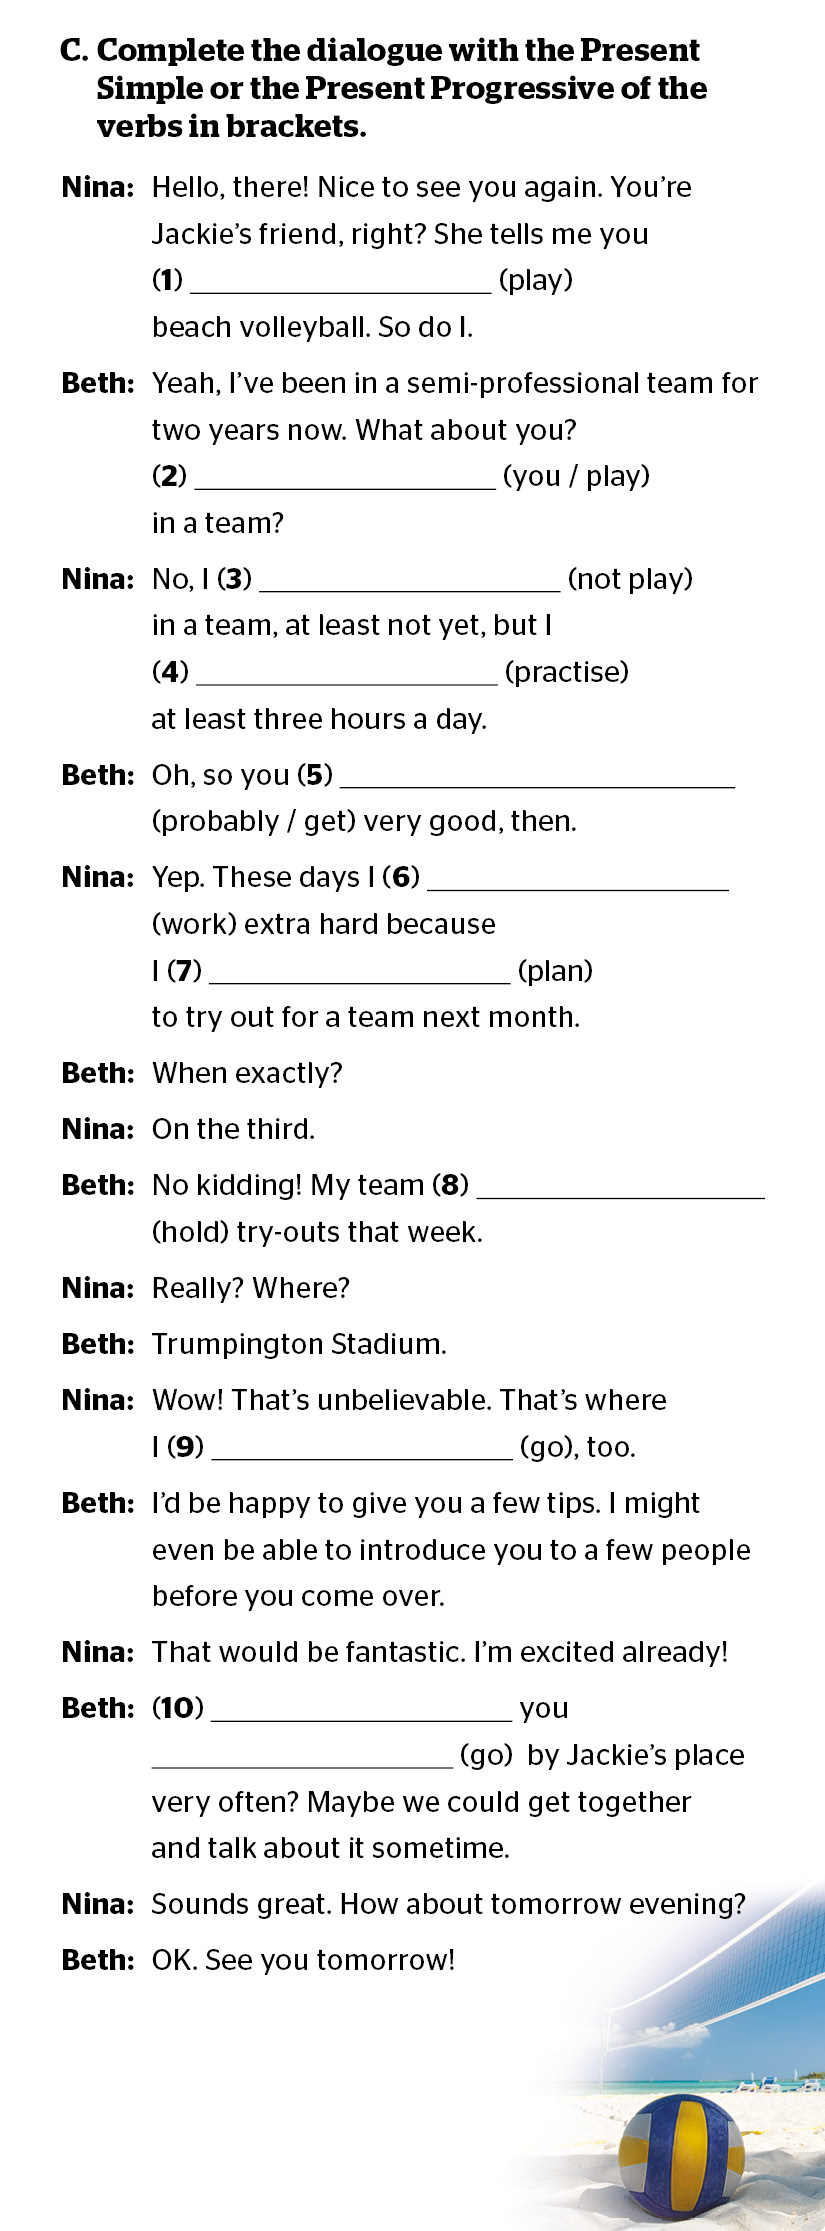 C. Complete the dialogue with the Present
Simple or the Present Progressive of the
verbs in brackets.
Nina: Hello, there! Nice to see you again. You're
Jackie's friend, right? She tells me you
(1) ____________________ (play)
beach volleyball. So do I.
Beth: Yeah, I've been in a semi-professional team for
two years now. What about you?
(2) ____________________ (you / play)
in a team?
Nina: No, I (3) ____________________ (not play)
in a team, at least not yet, but I
(4) ____________________ (practise)
at least three hours a day.
Beth: Oh, so you (5) __________________________
(probably / get) very good, then.
Nina: Yep. These days I (6) ____________________
(work) extra hard because
I (7) ____________________ (plan)
to try out for a team next month.
Beth: When exactly?
Nina: On the third.
Beth: No kidding! My team (8) ___________________
(hold) try-outs that week.
Nina: Really? Where?
Beth: Trumpington Stadium.
Nina: Wow! That's unbelievable. That's where
I (9) ____________________ (go), too.
Beth: I'd be happy to give you a few tips. I might
even be able to introduce you to a few people
before you come over.
Nina: That would be fantastic. I'm excited already!
Beth: (10) ____________________ you
____________________ (go) by Jackie's place
very often? Maybe we could get together
and talk about it sometime.
Nina: Sounds great. How about tomorrow evening?
Beth: OK. See you tomorrow!